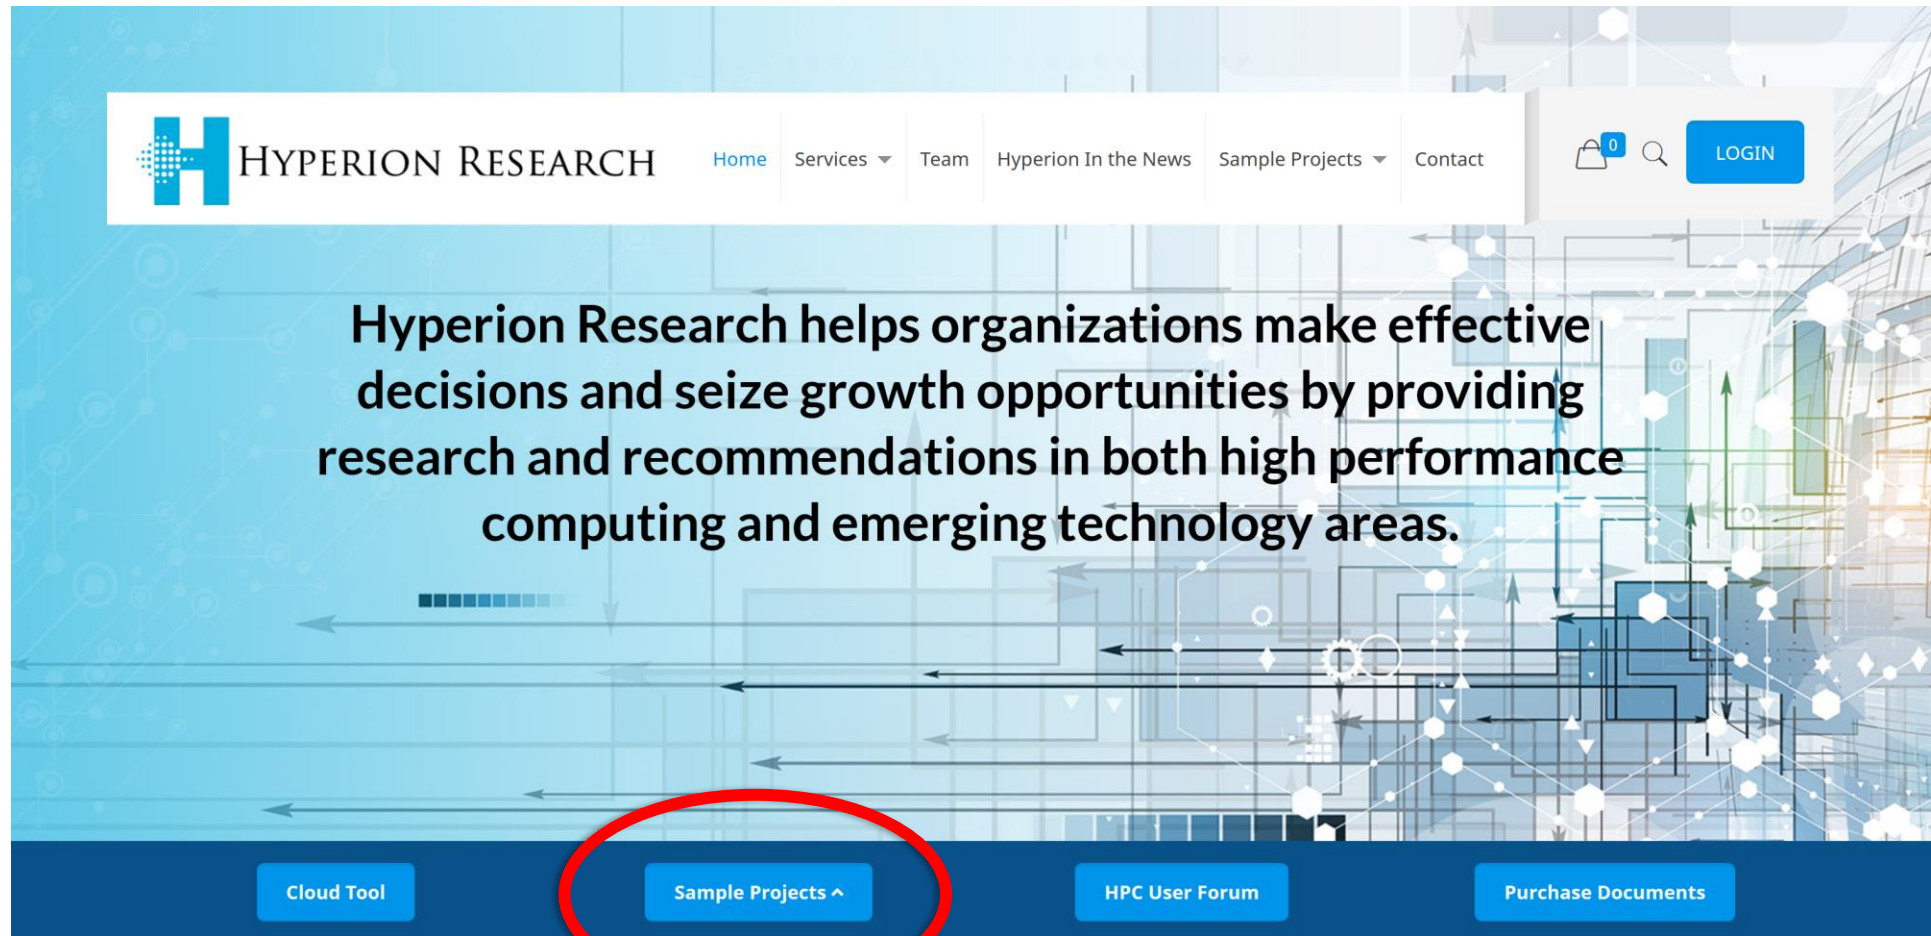 HYPERION RESEARCH
Home Services Team Hyperion In the News Sample Projects Contact
0
LOGIN
Hyperion Research helps organizations make effective
decisions and seize growth opportunities by providing
research and recommendations in both high performance
computing and emerging technology areas.
Cloud Tool
Sample Projects
HPC User Forum
Purchase Documents